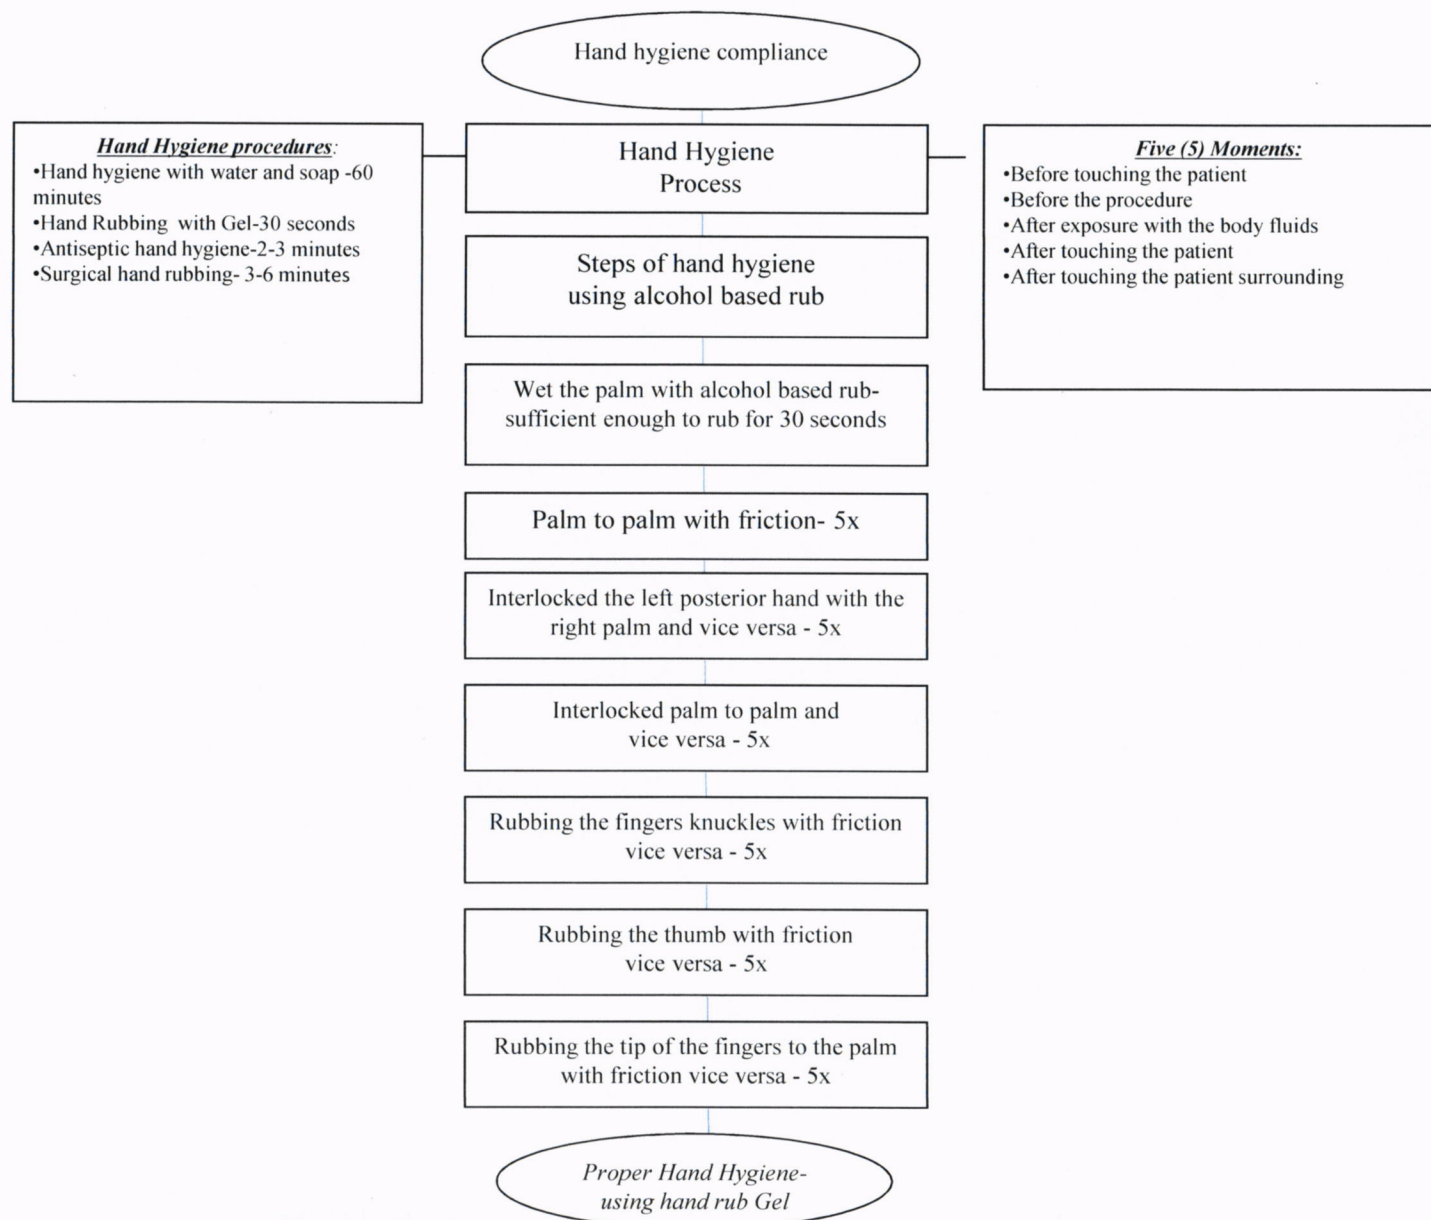 Hand hygiene compliance
Hand Hygiene procedures:
•Hand hygiene with water and soap -60
minutes
•Hand Rubbing with Gel-30 seconds
•Antiseptic hand hygiene-2-3 minutes
•Surgical hand rubbing- 3-6 minutes
Hand Hygiene
Process
Five (5) Moments:
•Before touching the patient
•Before the procedure
•After exposure with the body fluids
•After touching the patient
•After touching the patient surrounding
Steps of hand hygiene
using alcohol based rub
Wet the palm with alcohol based rub-
sufficient enough to rub for 30 seconds
Palm to palm with friction- 5x
Interlocked the left posterior hand with the
right palm and vice versa - 5x
Interlocked palm to palm and
vice versa - 5x
Rubbing the fingers knuckles with friction
vice versa - 5x
Rubbing the thumb with friction
vice versa - 5x
Rubbing the tip of the fingers to the palm
with friction vice versa - 5x
Proper Hand Hygiene-
using hand rub Gel